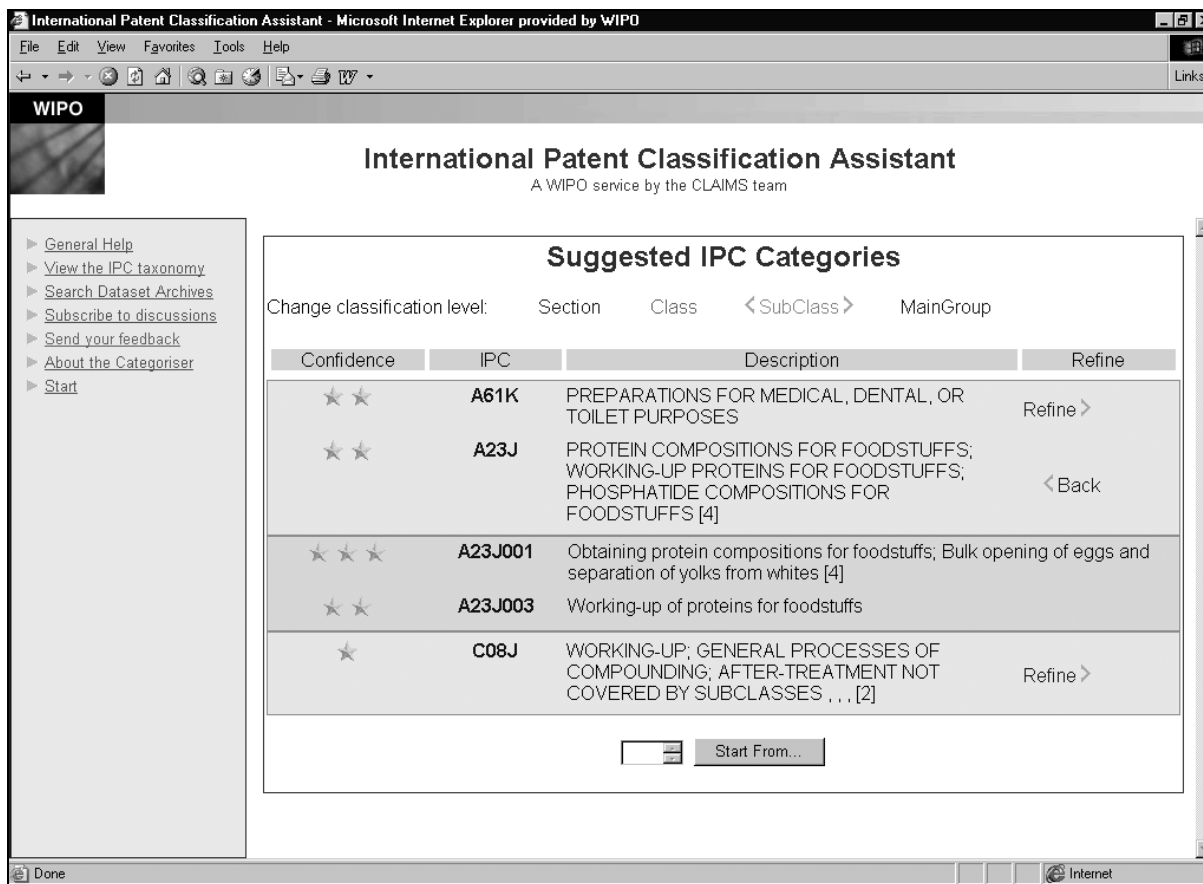 International Patent Classification Assistant - Microsoft Internet Explorer provided by WIPO
File Edit View Favorites Tools Help
Links
WIPO
International Patent Classification Assistant
A WIPO service by the CLAIMS team
General Help
View the IPC taxonomy
Search Dataset Archives
Subscribe to discussions
Send your feedback
About the Categoriser
Start
Suggested IPC Categories
Change classification level: Section Class <SubClass> MainGroup
Confidence IPC Description Refine
A61K PREPARATIONS FOR MEDICAL, DENTAL, OR
TOILET PURPOSES
Refine >
A23J PROTEIN COMPOSITIONS FOR FOODSTUFFS;
WORKING-UP PROTEINS FOR FOODSTUFFS;
PHOSPHATIDE COMPOSITIONS FOR
FOODSTUFFS [4]
< Back
A23J001 Obtaining protein compositions for foodstuffs; Bulk opening of eggs and
separation of yolks from whites [4]
A23J003 Working-up of proteins for foodstuffs
C08J WORKING-UP; GENERAL PROCESSES OF
COMPOUNDING; AFTER-TREATMENT NOT
COVERED BY SUBCLASSES , , , [2]
Refine >
Start From...
Done Internet